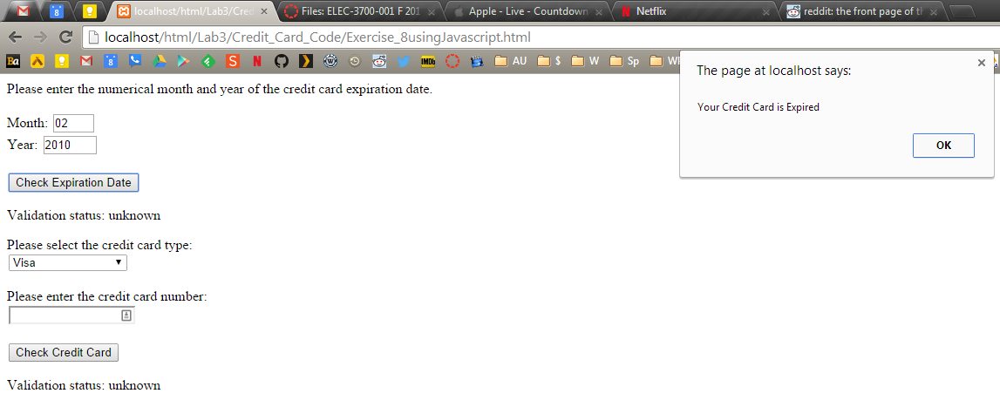 localhost/html/Lab3/Cred
Files: ELEC-3700-001 F 201
Apple - Live - Countdown
Netflix
reddit: the front page of th
localhost/html/Lab3/Credit_Card_Code/Exercise_8usingJavascript.html
Ba 8 S N IMDb AU $ W Sp
The page at localhost says:
Your Credit Card is Expired
OK
Please enter the numerical month and year of the credit card expiration date.
Month: 02
Year: 2010
Check Expiration Date
Validation status: unknown
Please select the credit card type:
Visa
Please enter the credit card number:
Check Credit Card
Validation status: unknown